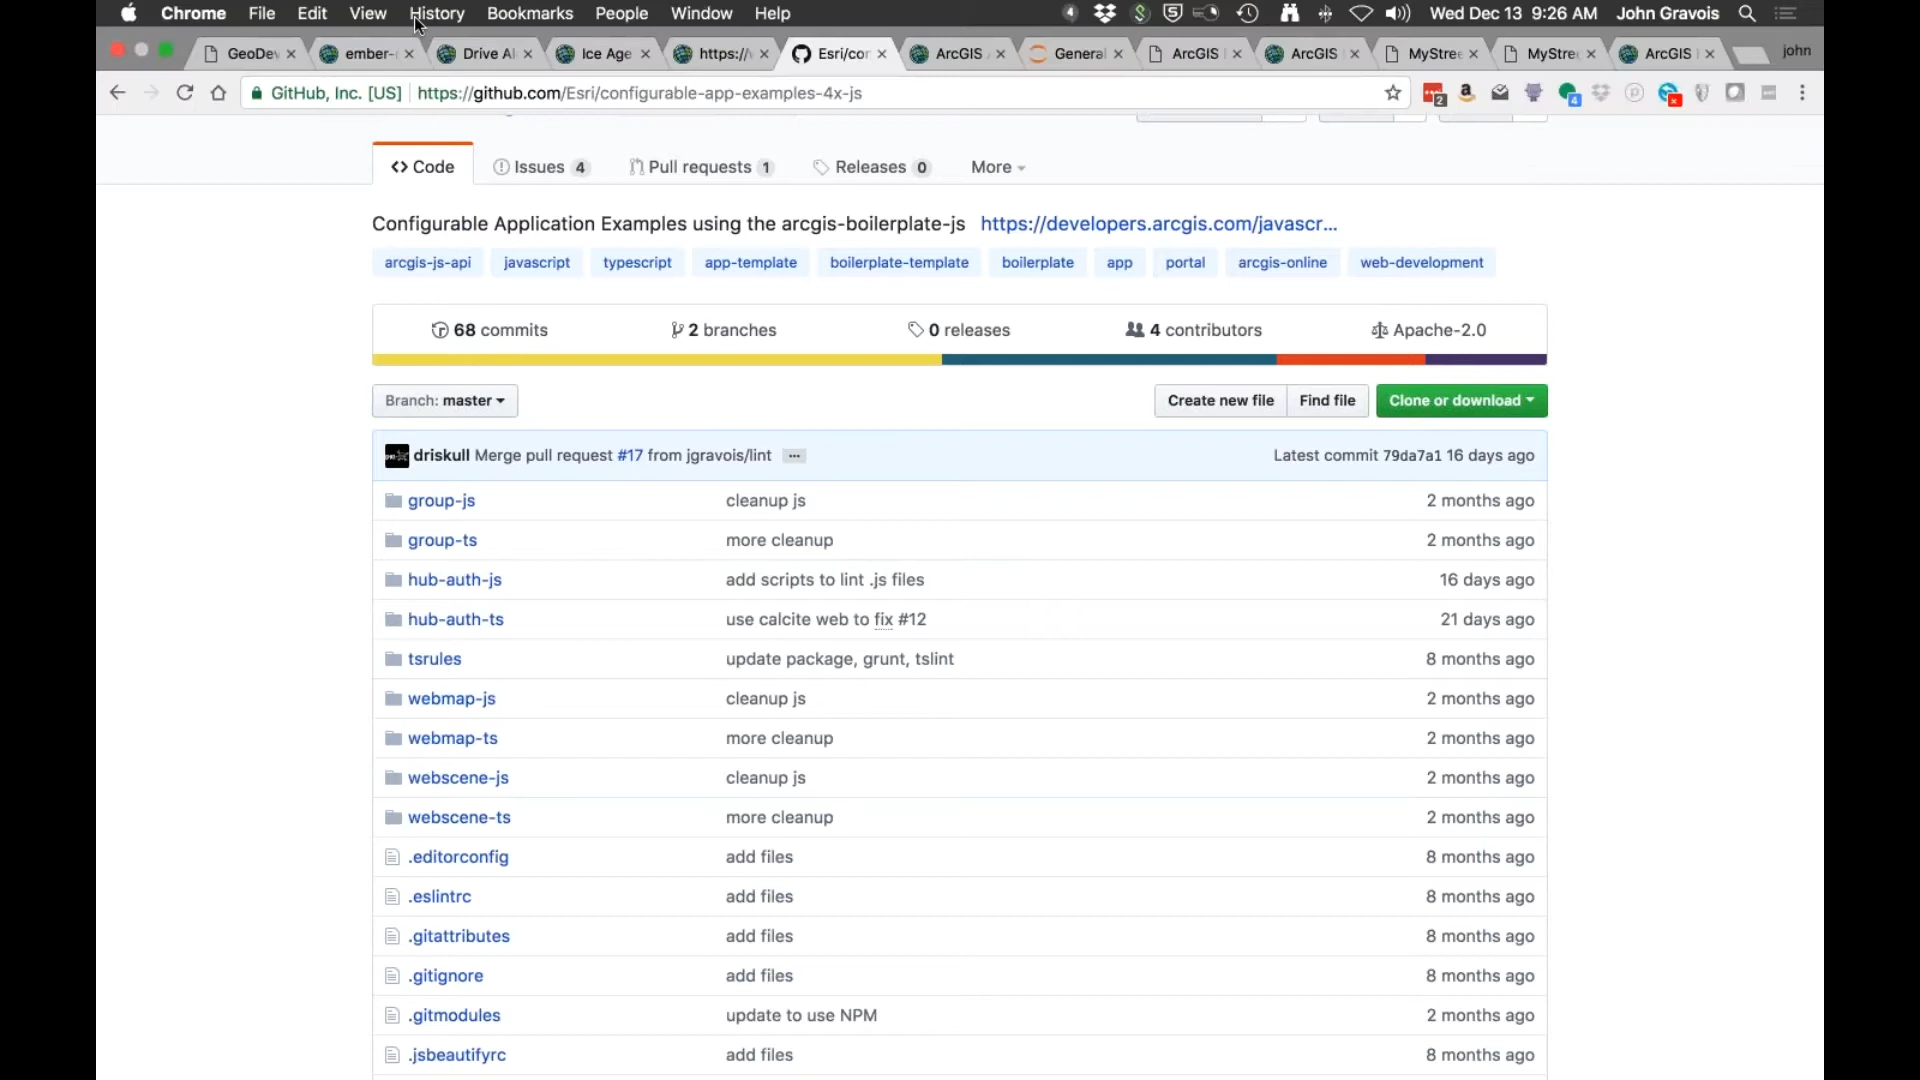 Chrome File Edit View History Bookmarks People Window Help Wed Dec 13 9:26 AM John Gravois
GeoDev ember- Drive Al Ice Age https:// Esri/con ArcGIS General ArcGIS ArcGIS MyStree MyStree ArcGIS john
GitHub, Inc. [US] https://github.com/Esri/configurable-app-examples-4x-js 2 4
Code Issues 4 Pull requests 1 Releases 0 More
Configurable Application Examples using the arcgis-boilerplate-js https://developers.arcgis.com/javascr...
arcgis-js-api javascript typescript app-template boilerplate-template boilerplate app portal arcgis-online web-development
68 commits 2 branches 0 releases 4 contributors Apache-2.0
Branch: master Create new file Find file Clone or download
driskull Merge pull request #17 from jgravois/lint ... Latest commit 79da7a1 16 days ago
group-js cleanup js 2 months ago
group-ts more cleanup 2 months ago
hub-auth-js add scripts to lint .js files 16 days ago
hub-auth-ts use calcite web to fix #12 21 days ago
tsrules update package, grunt, tslint 8 months ago
webmap-js cleanup js 2 months ago
webmap-ts more cleanup 2 months ago
webscene-js cleanup js 2 months ago
webscene-ts more cleanup 2 months ago
.editorconfig add files 8 months ago
.eslintrc add files 8 months ago
.gitattributes add files 8 months ago
.gitignore add files 8 months ago
.gitmodules update to use NPM 2 months ago
.jsbeautifyrc add files 8 months ago